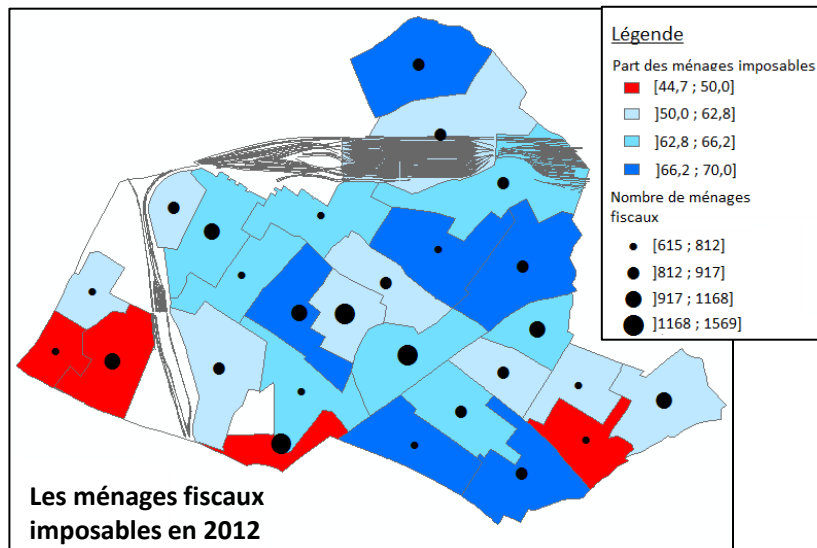 Légende
Part des ménages imposables
[44,7 ; 50,0]
]50,0 ; 62,8]
]62,8 ; 66,2]
]66,2 ; 70,0]
Nombre de ménages
fiscaux
[615 ; 812]
]812 ; 917]
]917 ; 1168]
]1168 ; 1569]
Les ménages fiscaux
imposables en 2012